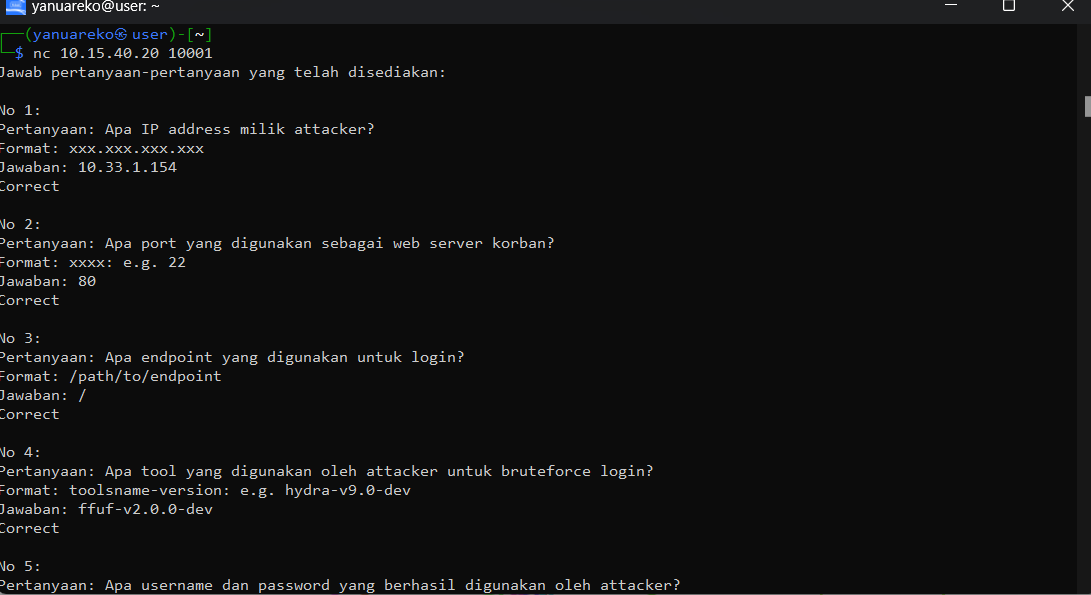 yanuareko@user: ~
┌──(yanuareko㉿user)-[~]
└─$ nc 10.15.40.20 10001
Jawab pertanyaan-pertanyaan yang telah disediakan:
No 1:
Pertanyaan: Apa IP address milik attacker?
Format: xxx.xxx.xxx.xxx
Jawaban: 10.33.1.154
Correct
No 2:
Pertanyaan: Apa port yang digunakan sebagai web server korban?
Format: xxxx: e.g. 22
Jawaban: 80
Correct
No 3:
Pertanyaan: Apa endpoint yang digunakan untuk login?
Format: /path/to/endpoint
Jawaban: /
Correct
No 4:
Pertanyaan: Apa tool yang digunakan oleh attacker untuk bruteforce login?
Format: toolsname-version: e.g. hydra-v9.0-dev
Jawaban: ffuf-v2.0.0-dev
Correct
No 5:
Pertanyaan: Apa username dan password yang berhasil digunakan oleh attacker?